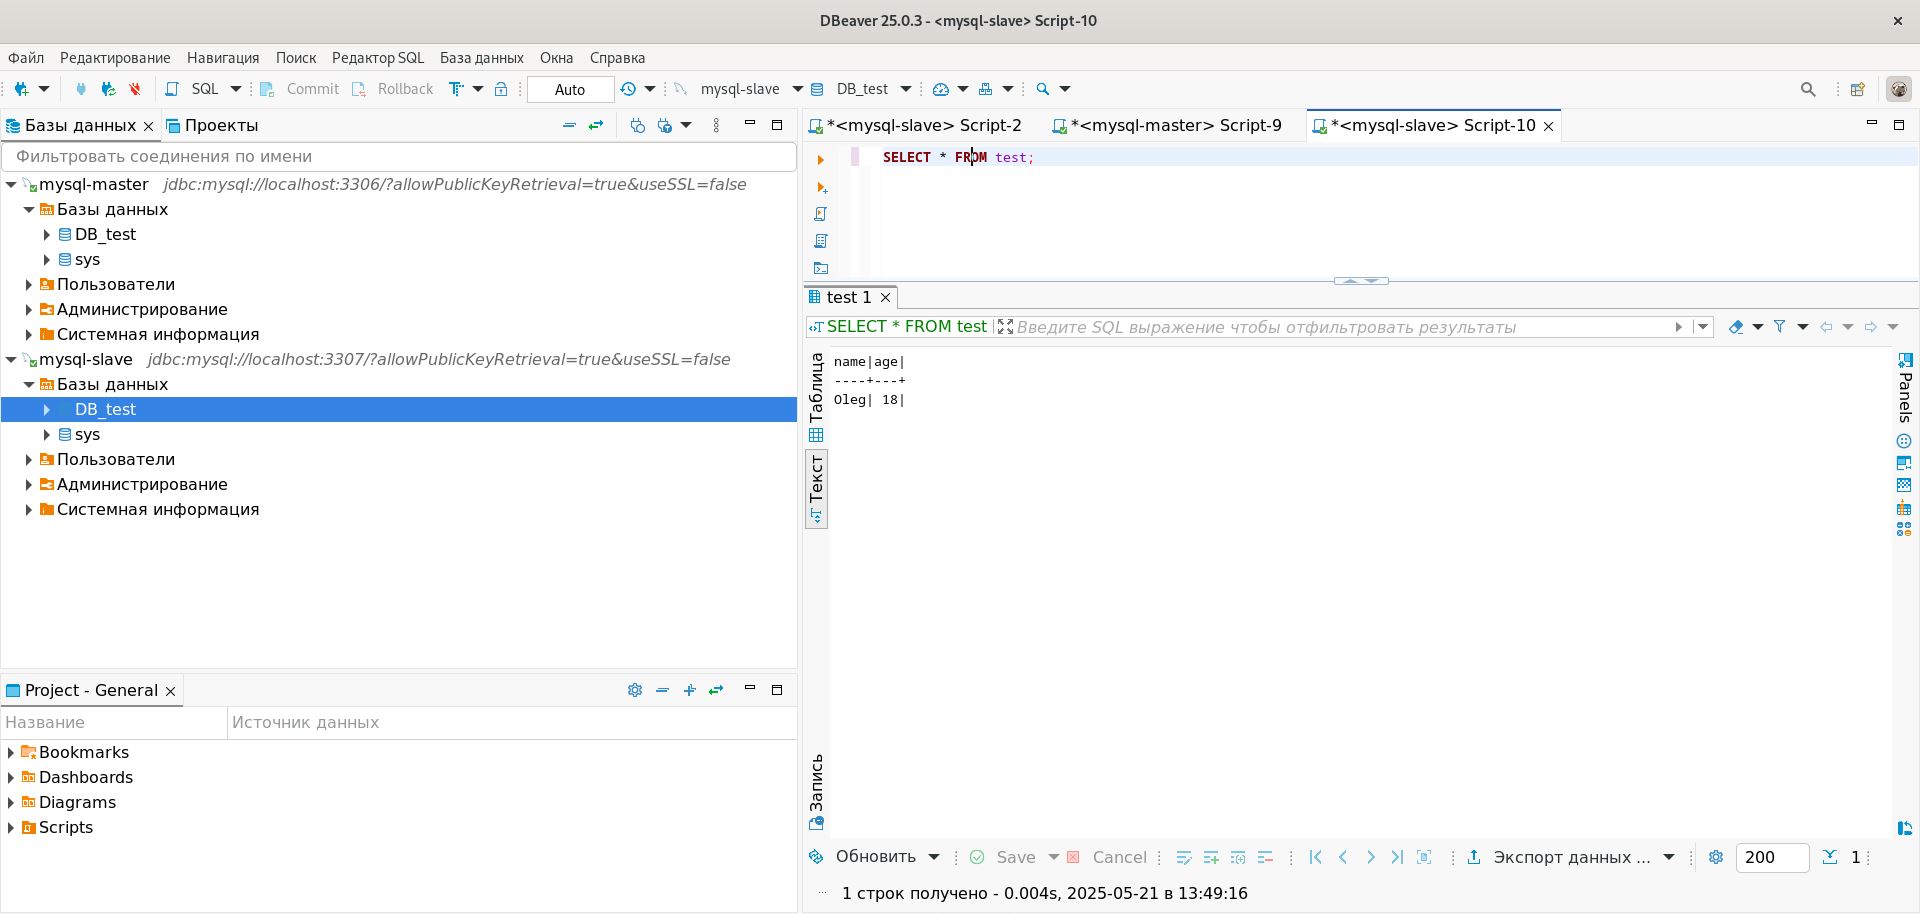 DBeaver 25.0.3 - <mysql-slave> Script-10
Файл Редактирование Навигация Поиск Редактор SQL База данных Окна Справка
SQL Commit Rollback Auto mysql-slave DB_test
Базы данных Проекты
Фильтровать соединения по имени
mysql-master jdbc:mysql://localhost:3306/?allowPublicKeyRetrieval=true&useSSL=false
Базы данных
DB_test
sys
Пользователи
Администрирование
Системная информация
mysql-slave jdbc:mysql://localhost:3307/?allowPublicKeyRetrieval=true&useSSL=false
Базы данных
DB_test
sys
Пользователи
Администрирование
Системная информация
Project - General
Название Источник данных
Bookmarks
Dashboards
Diagrams
Scripts
*<mysql-slave> Script-2 *<mysql-master> Script-9 *<mysql-slave> Script-10
SELECT * FROM test;
test 1
SELECT * FROM test Введите SQL выражение чтобы отфильтровать результаты
Таблица
Текст
Запись
name|age|
----+---+
Oleg| 18|
Panels
Обновить Save Cancel Экспорт данных ... 200 1
1 строк получено - 0.004s, 2025-05-21 в 13:49:16